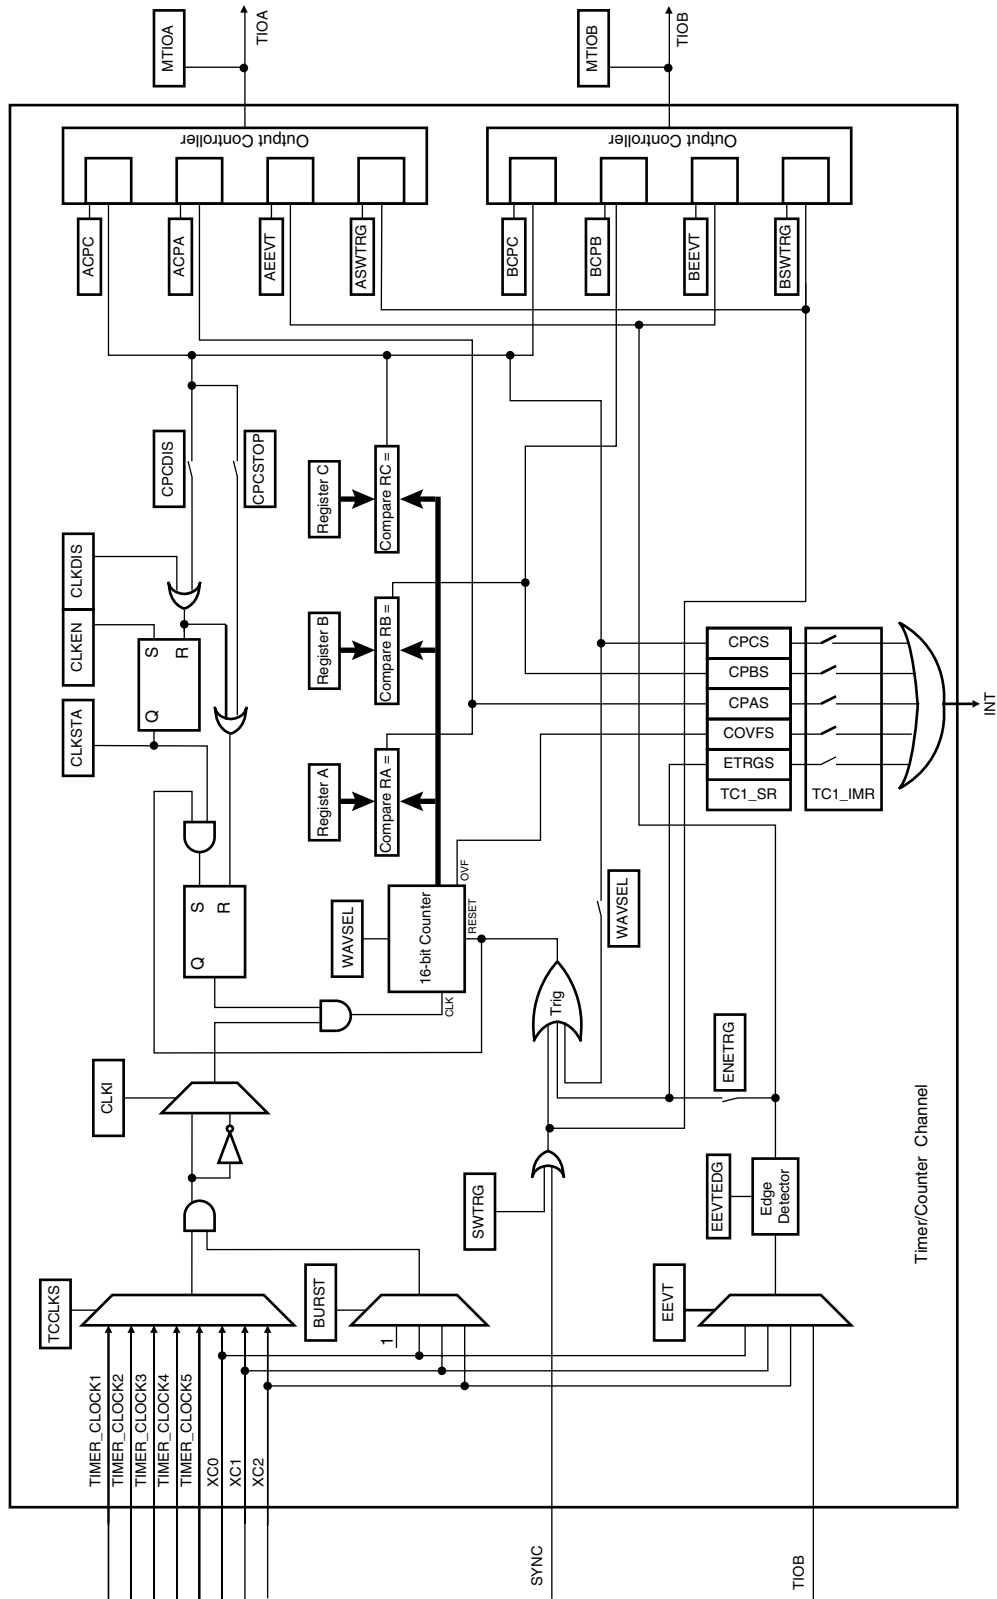 TCCLKS
TIMER_CLOCK1
TIMER_CLOCK2
TIMER_CLOCK3
TIMER_CLOCK4
TIMER_CLOCK5
XC0
XC1
XC2
CLKI
CLKSTA
CLKEN
CLKDIS
Q
S
R
Q
S
R
CPCDIS
CPCSTOP
ACPC
ACPA
AEEVT
ASWTRG
Output Controller
MTIOA
TIOA
BURST
1
WAVSEL
16-bit Counter
CLK
RESET
OVF
Register A
Register B
Register C
Compare RA =
Compare RB =
Compare RC =
SYNC
SWTRG
Trig
WAVSEL
BCPC
BCPB
BEEVT
BSWTRG
Output Controller
MTIOB
TIOB
EEVT
TIOB
EEVTEDG
Edge
Detector
ENETRG
CPCS
CPBS
CPAS
COVFS
ETRGS
TC1_SR
TC1_IMR
INT
Timer/Counter Channel